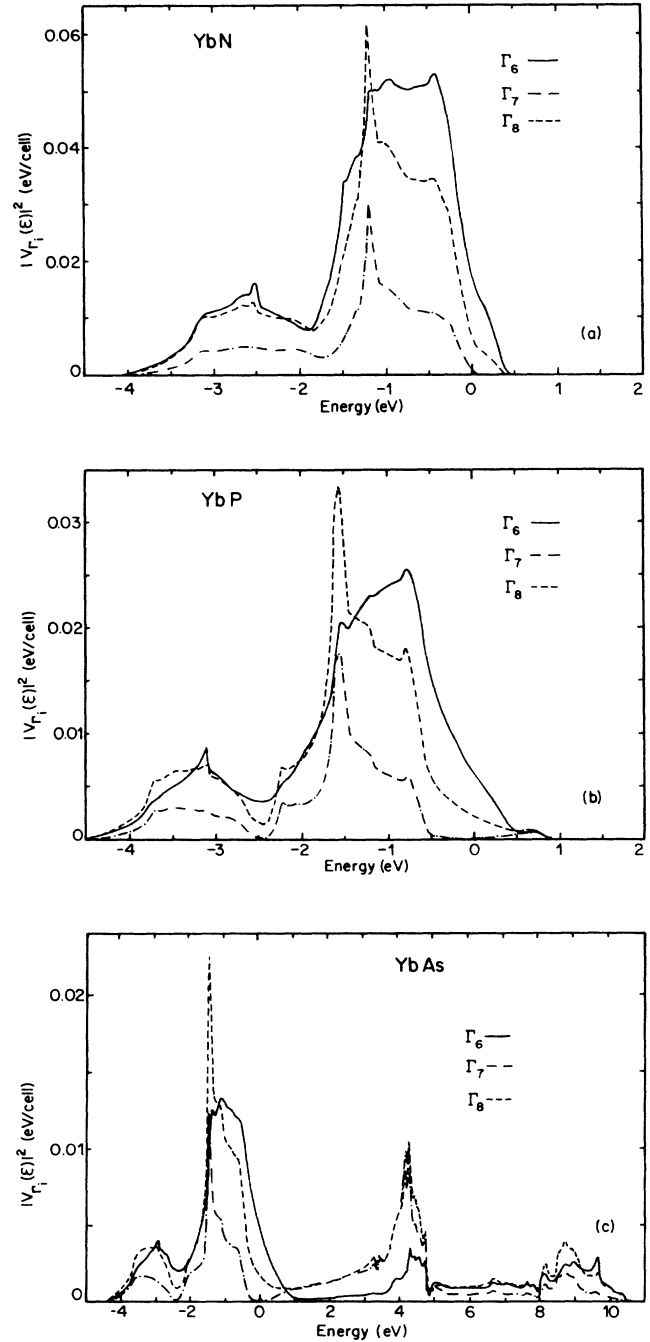 YbN
Γ6
Γ7
Γ8
0.06
0.04
0.02
0
|VΓi(ε)|² (eV/cell)
(a)
-4 -3 -2 -1 0 1 2
Energy (eV)
YbP
Γ6
Γ7
Γ8
0.03
0.02
0.01
0
|VΓi(ε)|² (eV/cell)
(b)
-4 -3 -2 -1 0 1 2
Energy (eV)
YbAs
Γ6
Γ7
Γ8
0.02
0.01
0
|VΓi(ε)|² (eV/cell)
(c)
-4 -2 0 2 4 6 8 10
Energy (eV)